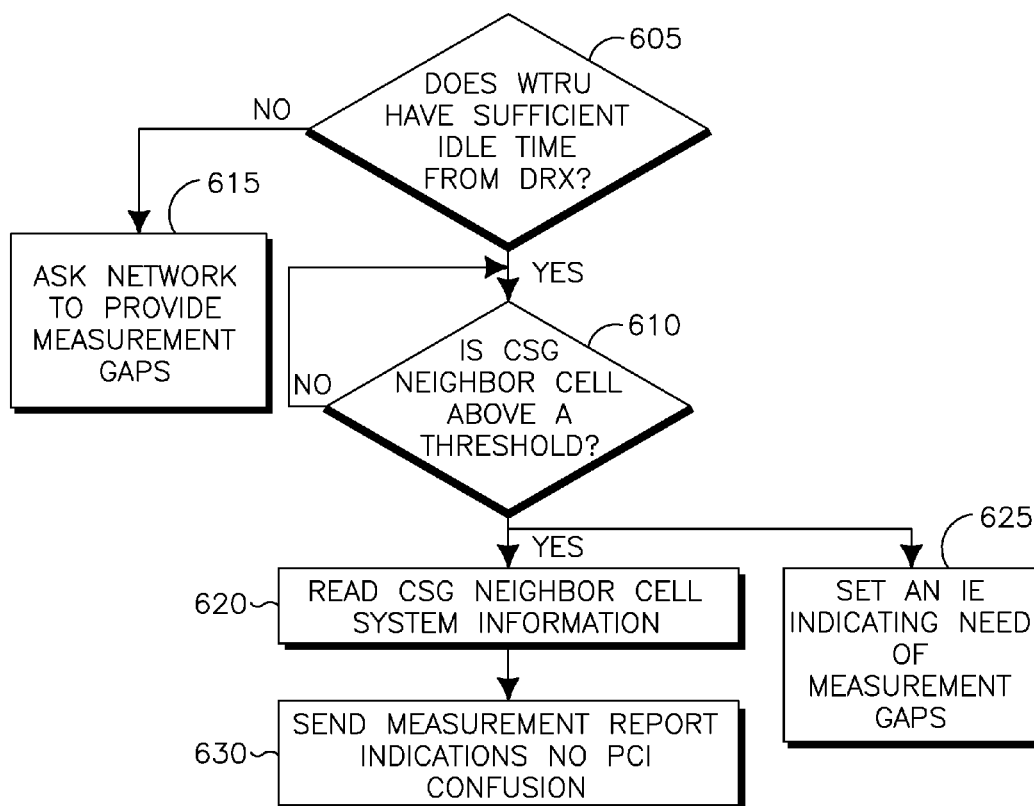 605
DOES WTRU
HAVE SUFFICIENT
IDLE TIME
FROM DRX?
NO
615
ASK NETWORK
TO PROVIDE
MEASUREMENT
GAPS
YES
610
IS CSG
NEIGHBOR CELL
ABOVE A
THRESHOLD?
NO
YES
625
620
READ CSG NEIGHBOR CELL
SYSTEM INFORMATION
SET AN IE
INDICATING NEED
OF
MEASUREMENT
GAPS
630
SEND MEASUREMENT REPORT
INDICATIONS NO PCI
CONFUSION